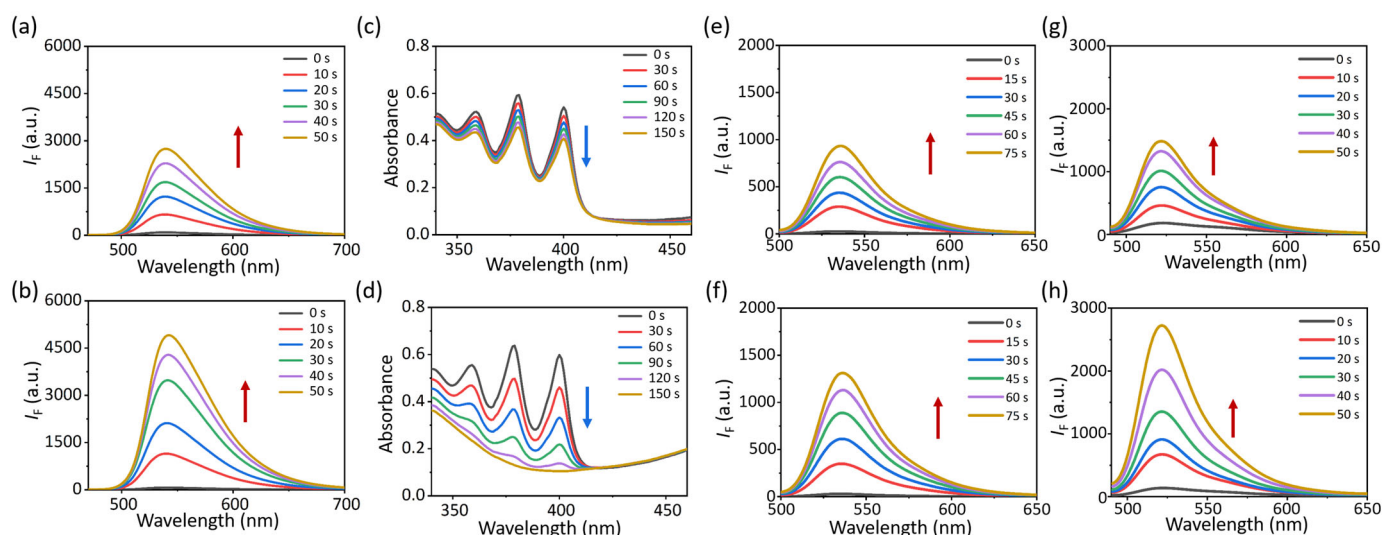 (a)
6000
4500
3000
1500
0
I_F (a.u.)
500 600 700
Wavelength (nm)
0 s
10 s
20 s
30 s
40 s
50 s
(c)
0.8
0.6
0.4
0.2
0.0
Absorbance
350 400 450
Wavelength (nm)
0 s
30 s
60 s
90 s
120 s
150 s
(e)
2000
1500
1000
500
0
I_F (a.u.)
500 550 600 650
Wavelength (nm)
0 s
15 s
30 s
45 s
60 s
75 s
(g)
3000
2000
1000
0
I_F (a.u.)
500 550 600 650
Wavelength (nm)
0 s
10 s
20 s
30 s
40 s
50 s
(b)
6000
4500
3000
1500
0
I_F (a.u.)
500 600 700
Wavelength (nm)
0 s
10 s
20 s
30 s
40 s
50 s
(d)
0.8
0.6
0.4
0.2
0.0
Absorbance
350 400 450
Wavelength (nm)
0 s
30 s
60 s
90 s
120 s
150 s
(f)
2000
1500
1000
500
0
I_F (a.u.)
500 550 600 650
Wavelength (nm)
0 s
15 s
30 s
45 s
60 s
75 s
(h)
3000
2000
1000
0
I_F (a.u.)
500 550 600 650
Wavelength (nm)
0 s
10 s
20 s
30 s
40 s
50 s